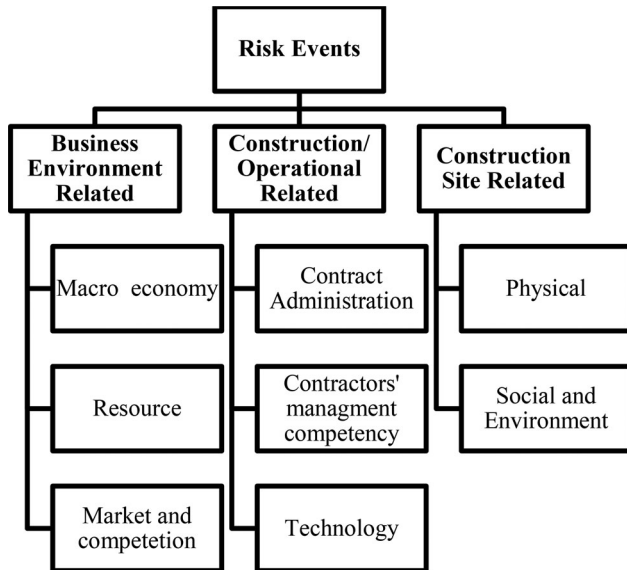 Risk Events
Business
Environment
Related
Construction/
Operational
Related
Construction
Site Related
Macro economy
Resource
Market and
competetion
Contract
Administration
Contractors'
managment
competency
Technology
Physical
Social and
Environment